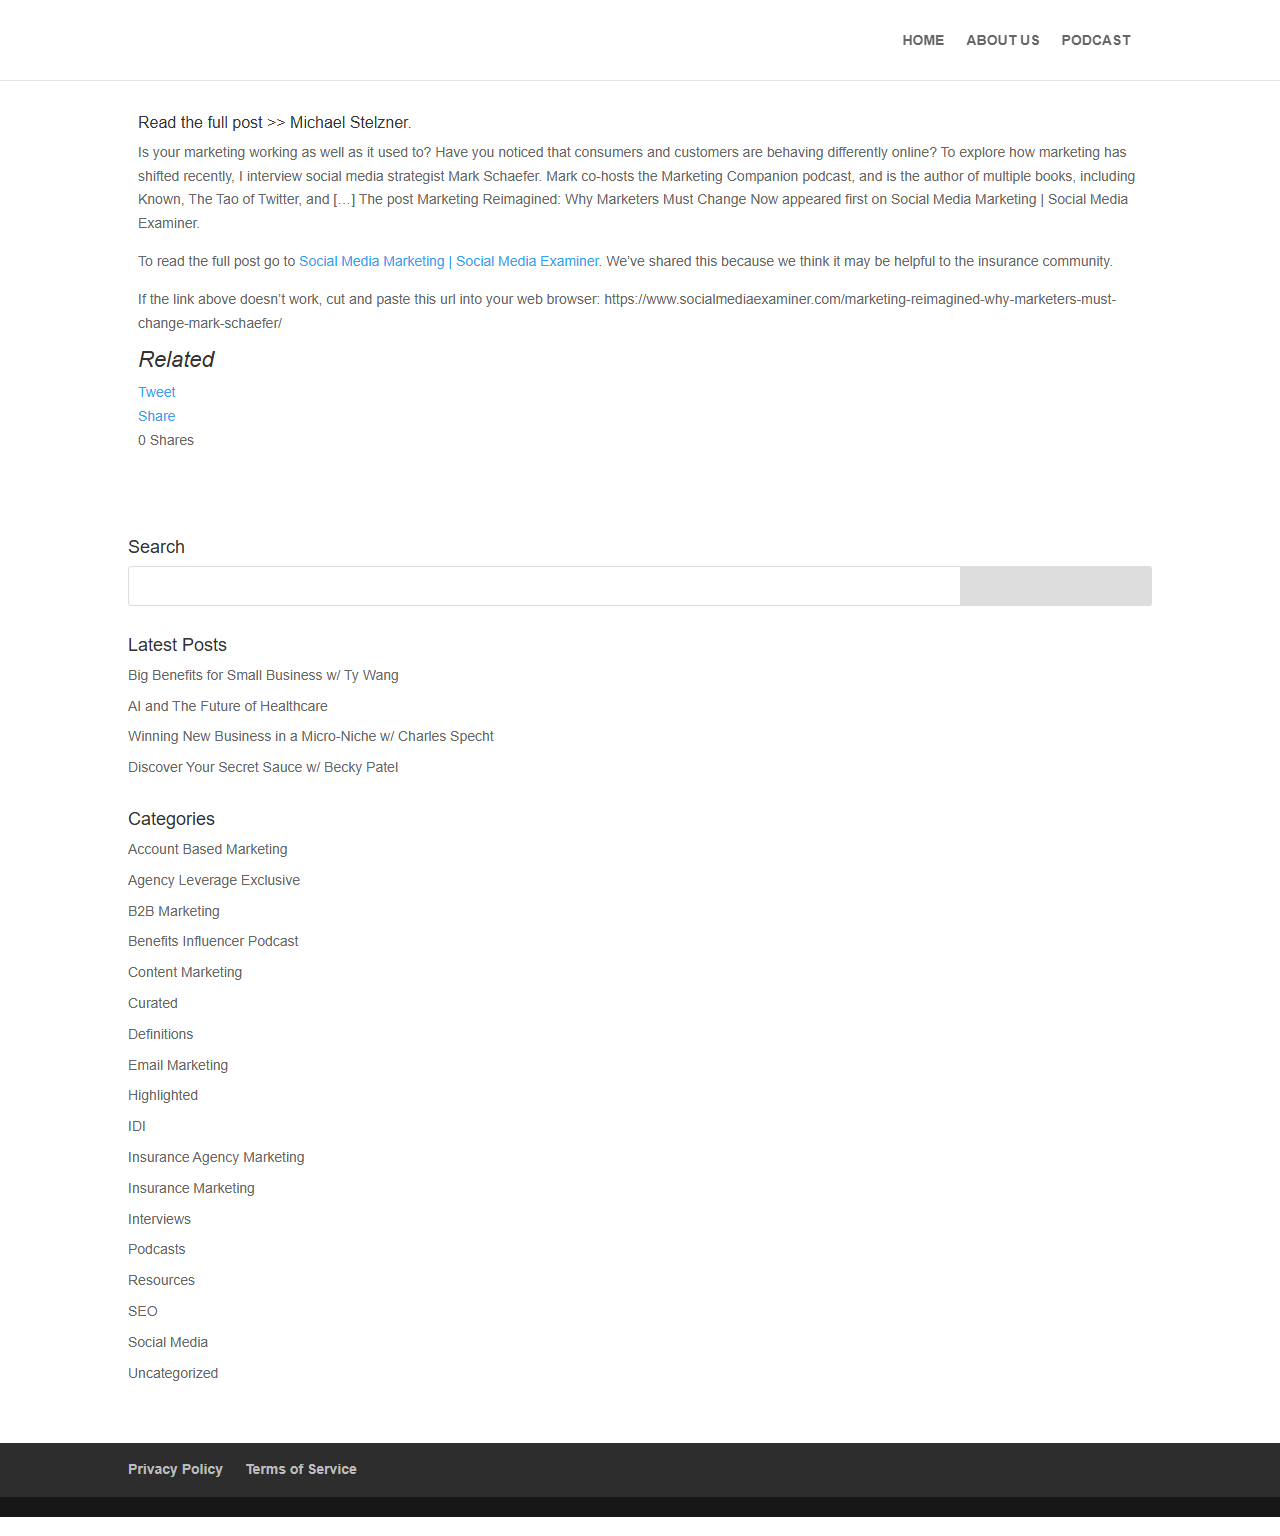 HOME ABOUT US PODCAST
Read the full post >> Michael Stelzner.
Is your marketing working as well as it used to? Have you noticed that consumers and customers are behaving differently online? To explore how marketing has
shifted recently, I interview social media strategist Mark Schaefer. Mark co-hosts the Marketing Companion podcast, and is the author of multiple books, including
Known, The Tao of Twitter, and […] The post Marketing Reimagined: Why Marketers Must Change Now appeared first on Social Media Marketing | Social Media
Examiner.
To read the full post go to Social Media Marketing | Social Media Examiner. We’ve shared this because we think it may be helpful to the insurance community.
If the link above doesn’t work, cut and paste this url into your web browser: https://www.socialmediaexaminer.com/marketing-reimagined-why-marketers-must-
change-mark-schaefer/
Related
Tweet
Share
0 Shares
Search
Latest Posts
Big Benefits for Small Business w/ Ty Wang
AI and The Future of Healthcare
Winning New Business in a Micro-Niche w/ Charles Specht
Discover Your Secret Sauce w/ Becky Patel
Categories
Account Based Marketing
Agency Leverage Exclusive
B2B Marketing
Benefits Influencer Podcast
Content Marketing
Curated
Definitions
Email Marketing
Highlighted
IDI
Insurance Agency Marketing
Insurance Marketing
Interviews
Podcasts
Resources
SEO
Social Media
Uncategorized
Privacy Policy Terms of Service